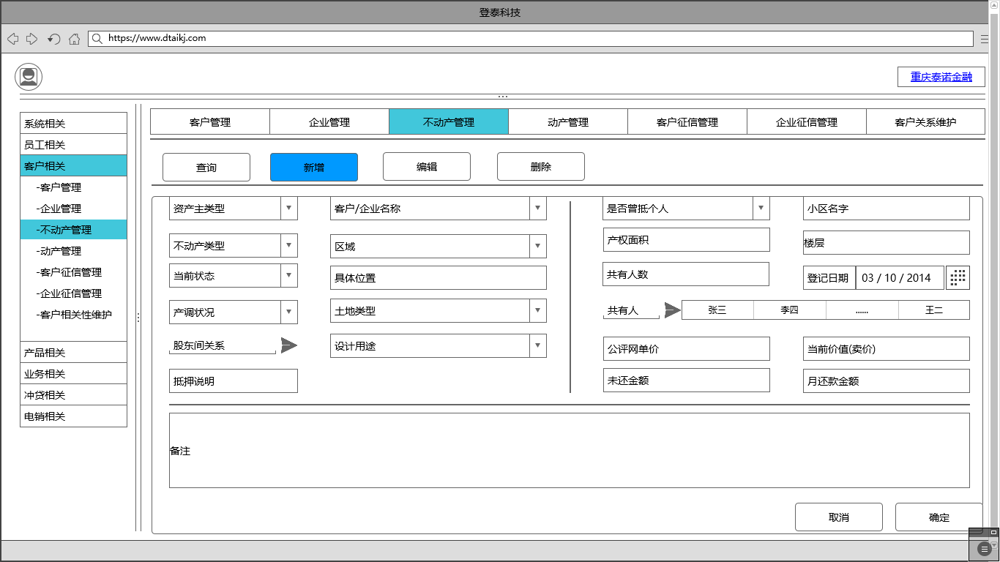 登泰科技
https://www.dtaikj.com
重庆泰诺金融
系统相关
员工相关
客户相关
-客户管理
-企业管理
-不动产管理
-动产管理
-客户征信管理
-企业征信管理
-客户相关性维护
产品相关
业务相关
冲贷相关
电销相关
客户管理 企业管理 不动产管理 动产管理 客户征信管理 企业征信管理 客户关系维护
查询 新增 编辑 删除
资产主类型 客户/企业名称 是否曾抵个人 小区名字
不动产类型 区域 产权面积 楼层
当前状态 具体位置 共有人数 登记日期 03 / 10 / 2014
产调状况 土地类型 共有人 张三 李四 ...... 王二
股东间关系 设计用途 公评网单价 当前价值(卖价)
抵押说明 未还金额 月还款金额
备注
取消 确定